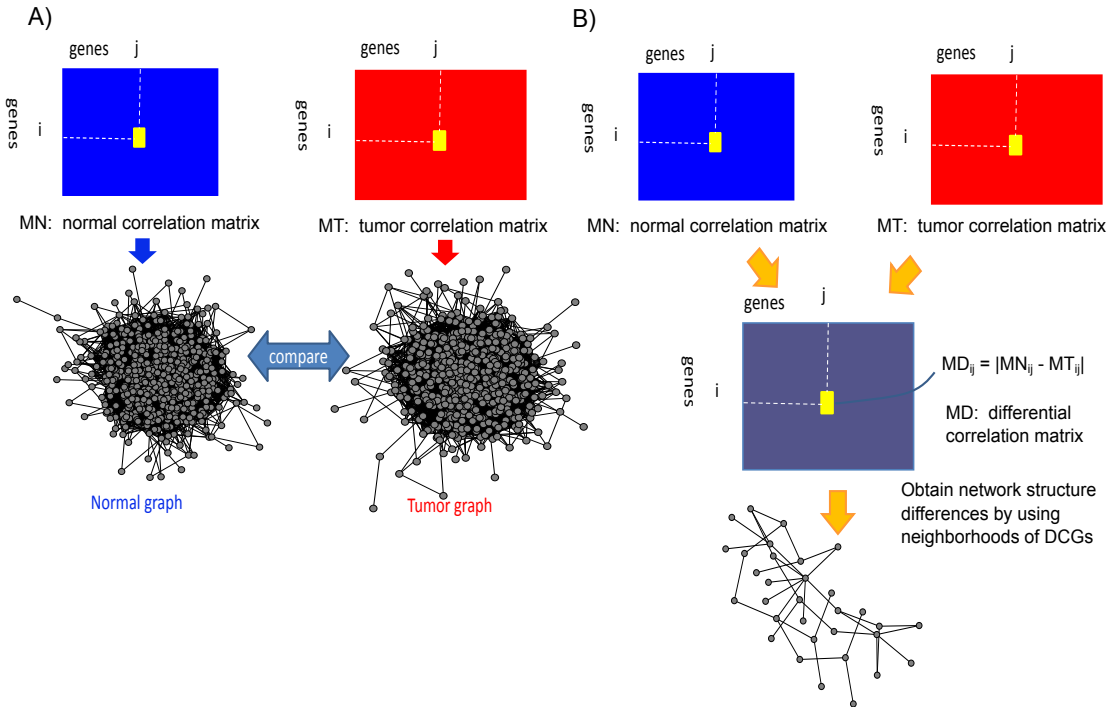 A)
genes j
genes
i
MN: normal correlation matrix
genes j
genes
i
MT: tumor correlation matrix
compare
Normal graph
Tumor graph
B)
genes j
genes
i
MN: normal correlation matrix
genes j
genes
i
MT: tumor correlation matrix
genes j
genes
i
MDij = |MNij - MTij|
MD: differential
correlation matrix
Obtain network structure
differences by using
neighborhoods of DCGs